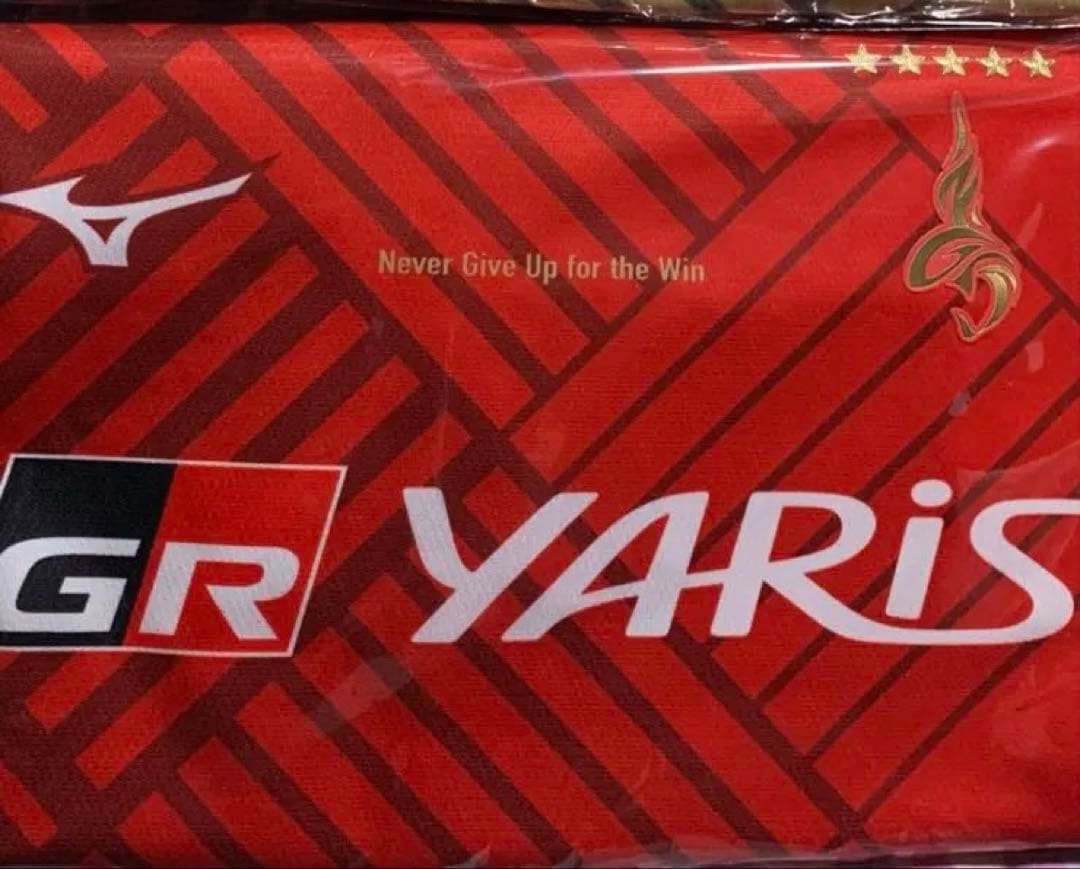 Never Give Up for the Win
GR YARiS